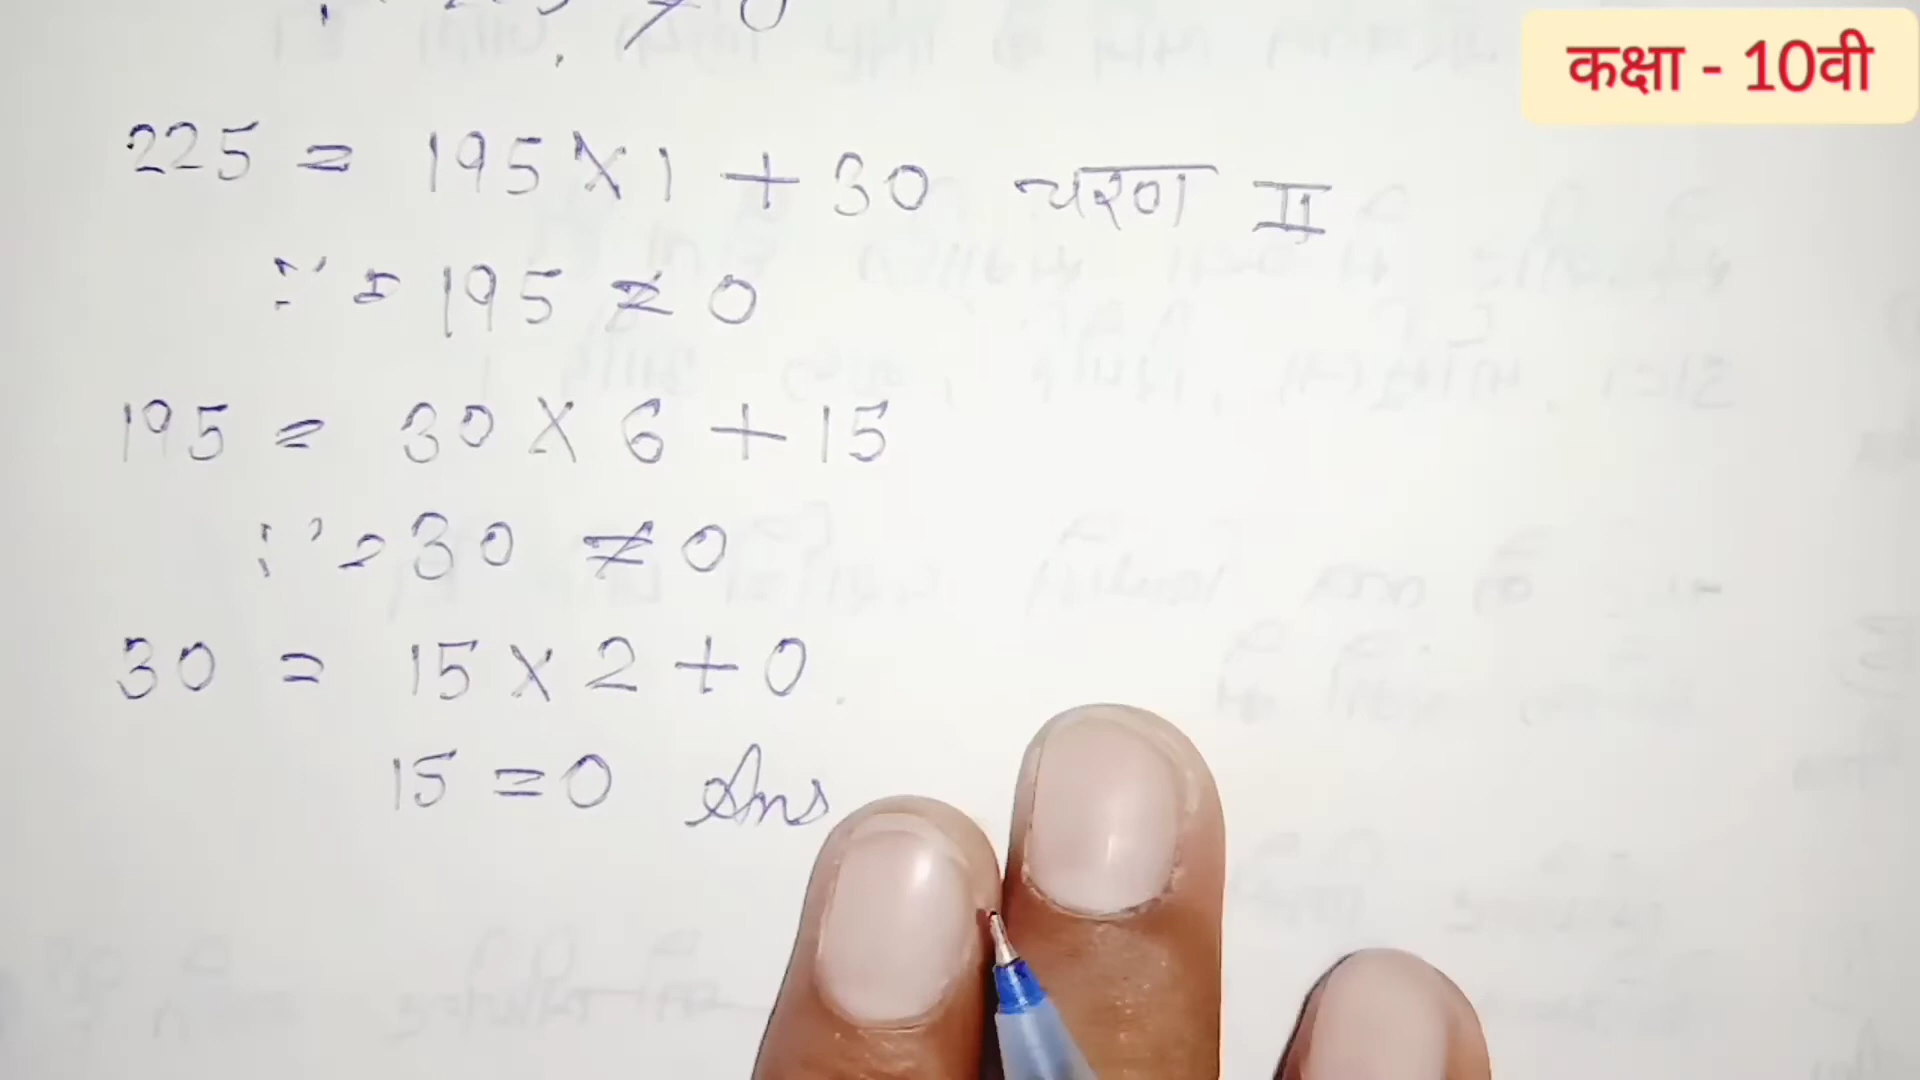 कक्षा - 10वी
≠ 0
225 = 195 × 1 + 30 चरण II
∵ = 195 ≠ 0
195 = 30 × 6 + 15
∵ = 30 ≠ 0
30 = 15 × 2 + 0
15 = 0 Ans